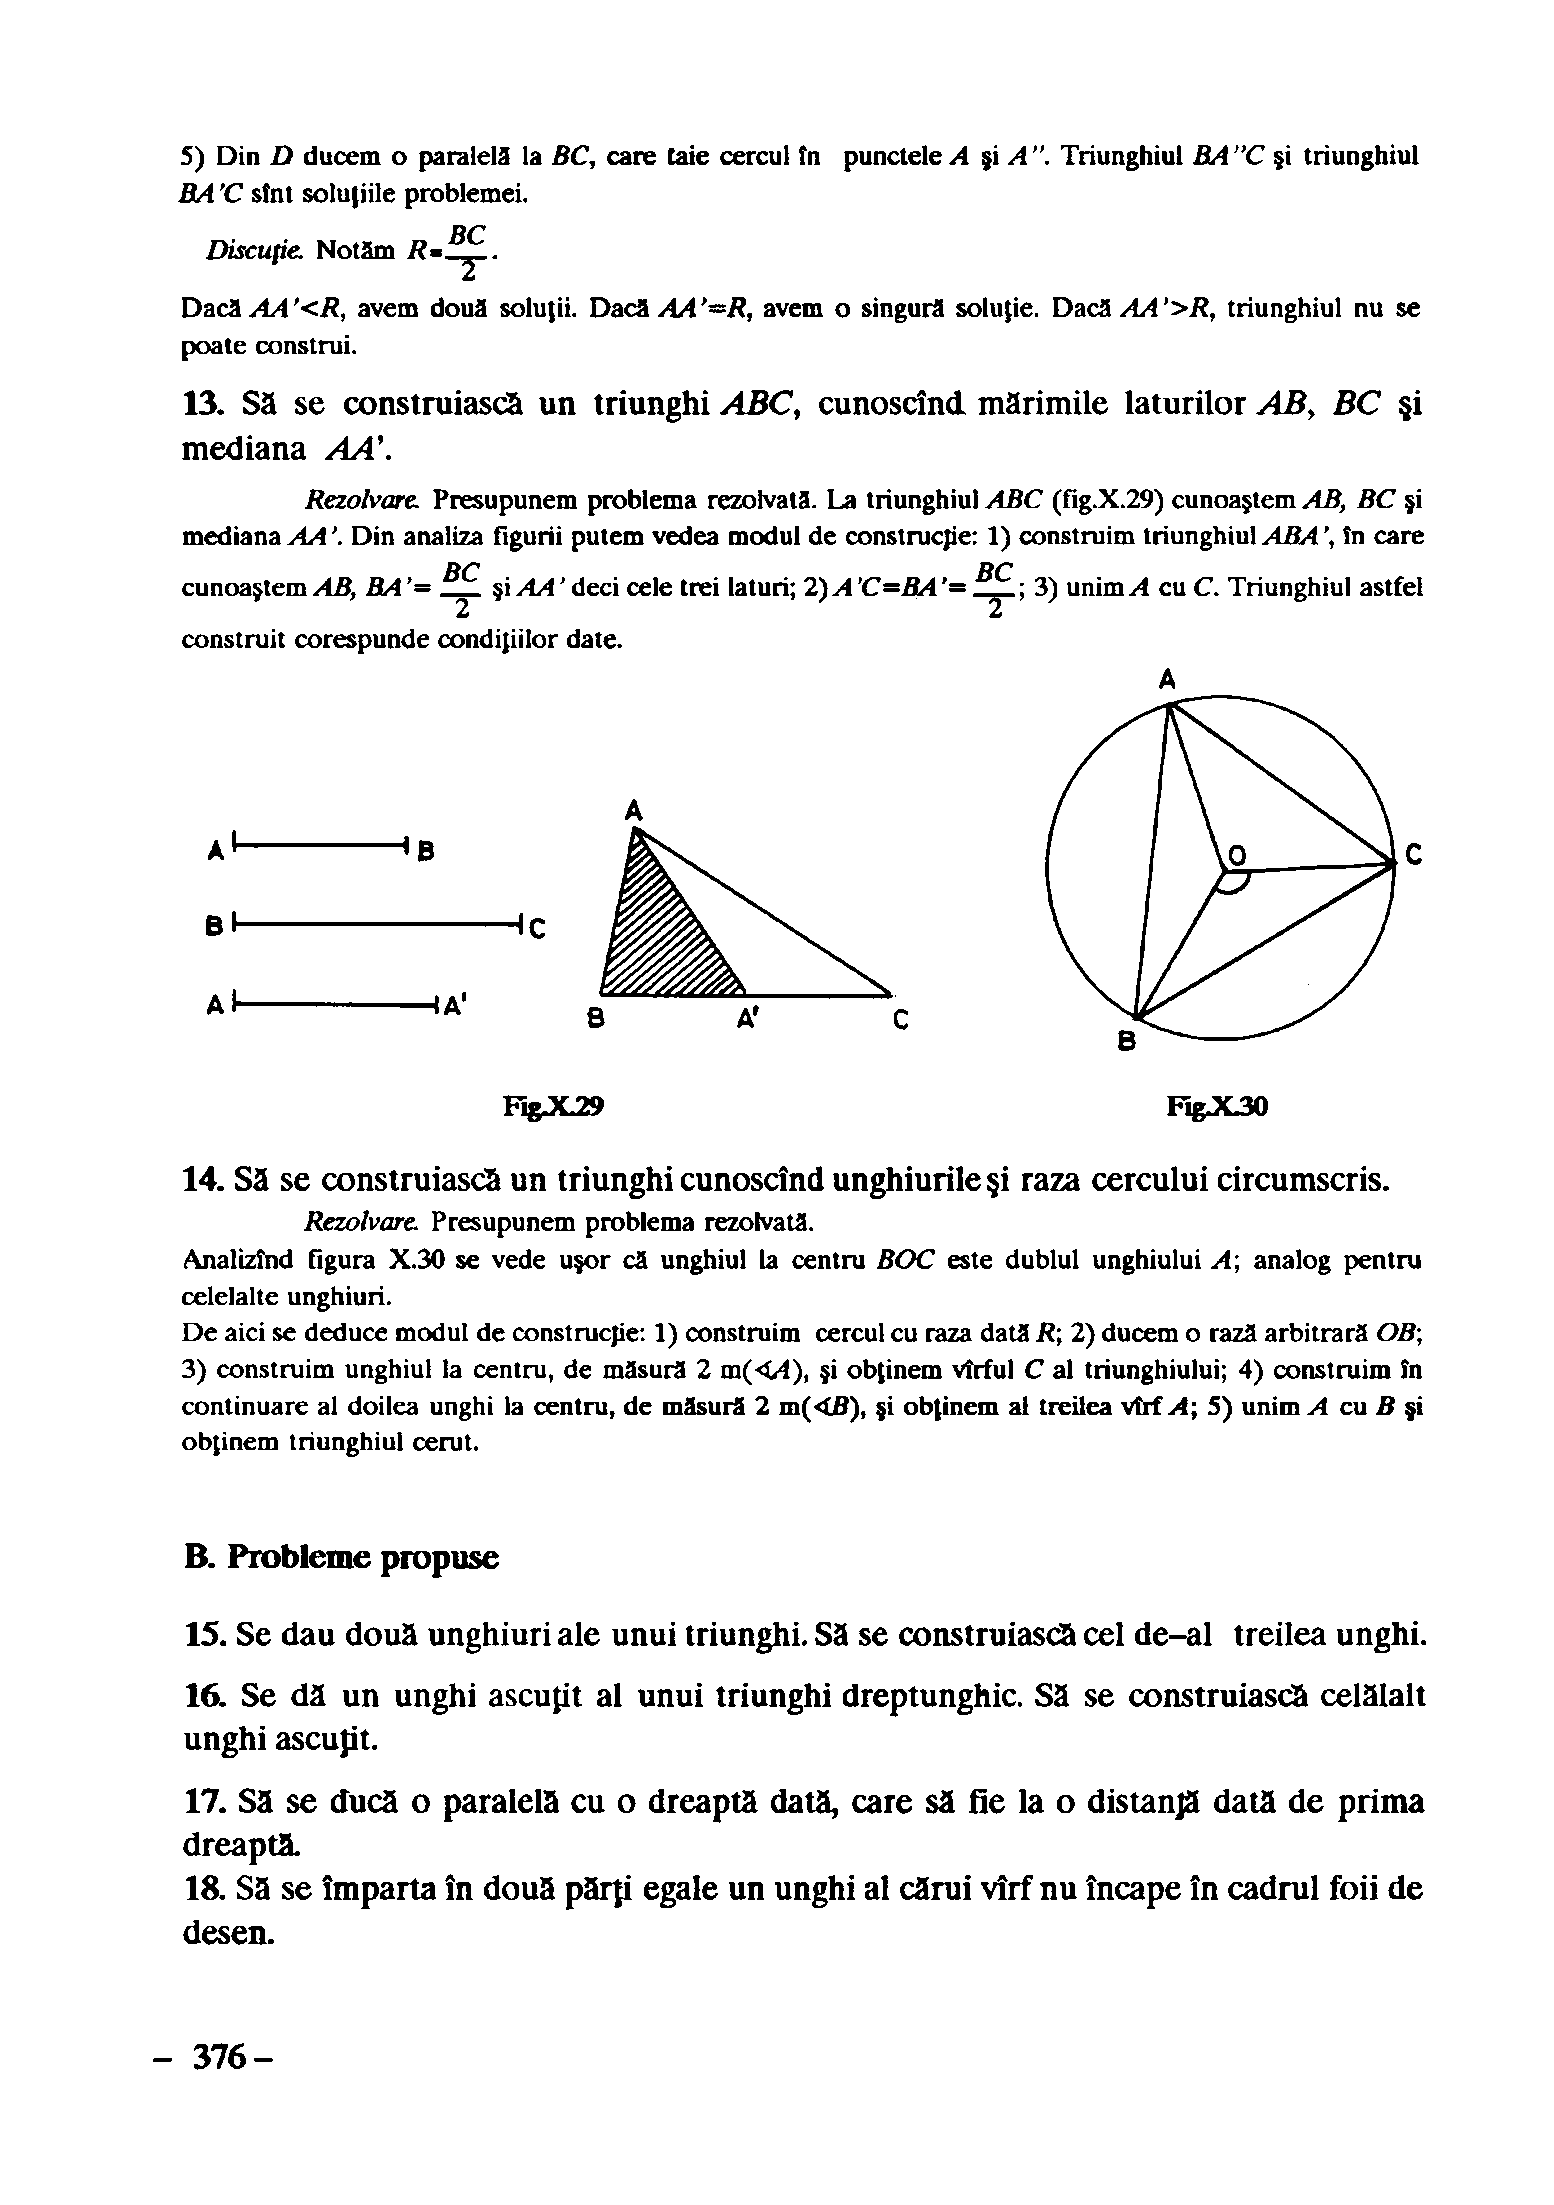 5) Din D ducem o paralelă la BC, care taie cercul în punctele A şi A”. Triunghiul BA”C şi triunghiul
BA’C sînt soluţiile problemei.
Discuţie. Notăm R=BC/2.
Dacă AA’<R, avem două soluţii. Dacă AA’=R, avem o singură soluţie. Dacă AA’>R, triunghiul nu se
poate construi.
13. Să se construiască un triunghi ABC, cunoscînd mărimile laturilor AB, BC şi
mediana AA’.
Rezolvare. Presupunem problema rezolvată. La triunghiul ABC (fig.X.29) cunoaştem AB, BC şi
mediana AA’. Din analiza figurii putem vedea modul de construcţie: 1) construim triunghiul ABA’, în care
cunoaştem AB, BA’= BC/2 şi AA’ deci cele trei laturi; 2) A’C=BA’= BC/2; 3) unim A cu C. Triunghiul astfel
construit corespunde condiţiilor date.
A B
B C
A A'
A
B A' C
A
O
C
B
Fig.X.29 Fig.X.30
14. Să se construiască un triunghi cunoscînd unghiurile şi raza cercului circumscris.
Rezolvare. Presupunem problema rezolvată.
Analizînd figura X.30 se vede uşor că unghiul la centru BOC este dublul unghiului A; analog pentru
celelalte unghiuri.
De aici se deduce modul de construcţie: 1) construim cercul cu raza dată R; 2) ducem o rază arbitrară OB;
3) construim unghiul la centru, de măsură 2 m(∢A), şi obţinem vîrful C al triunghiului; 4) construim în
continuare al doilea unghi la centru, de măsură 2 m(∢B), şi obţinem al treilea vîrf A; 5) unim A cu B şi
obţinem triunghiul cerut.
B. Probleme propuse
15. Se dau două unghiuri ale unui triunghi. Să se construiască cel de-al treilea unghi.
16. Se dă un unghi ascuţit al unui triunghi dreptunghic. Să se construiască celălalt
unghi ascuţit.
17. Să se ducă o paralelă cu o dreaptă dată, care să fie la o distanţă dată de prima
dreaptă.
18. Să se împarta în două părţi egale un unghi al cărui vîrf nu încape în cadrul foii de
desen.
- 376 -